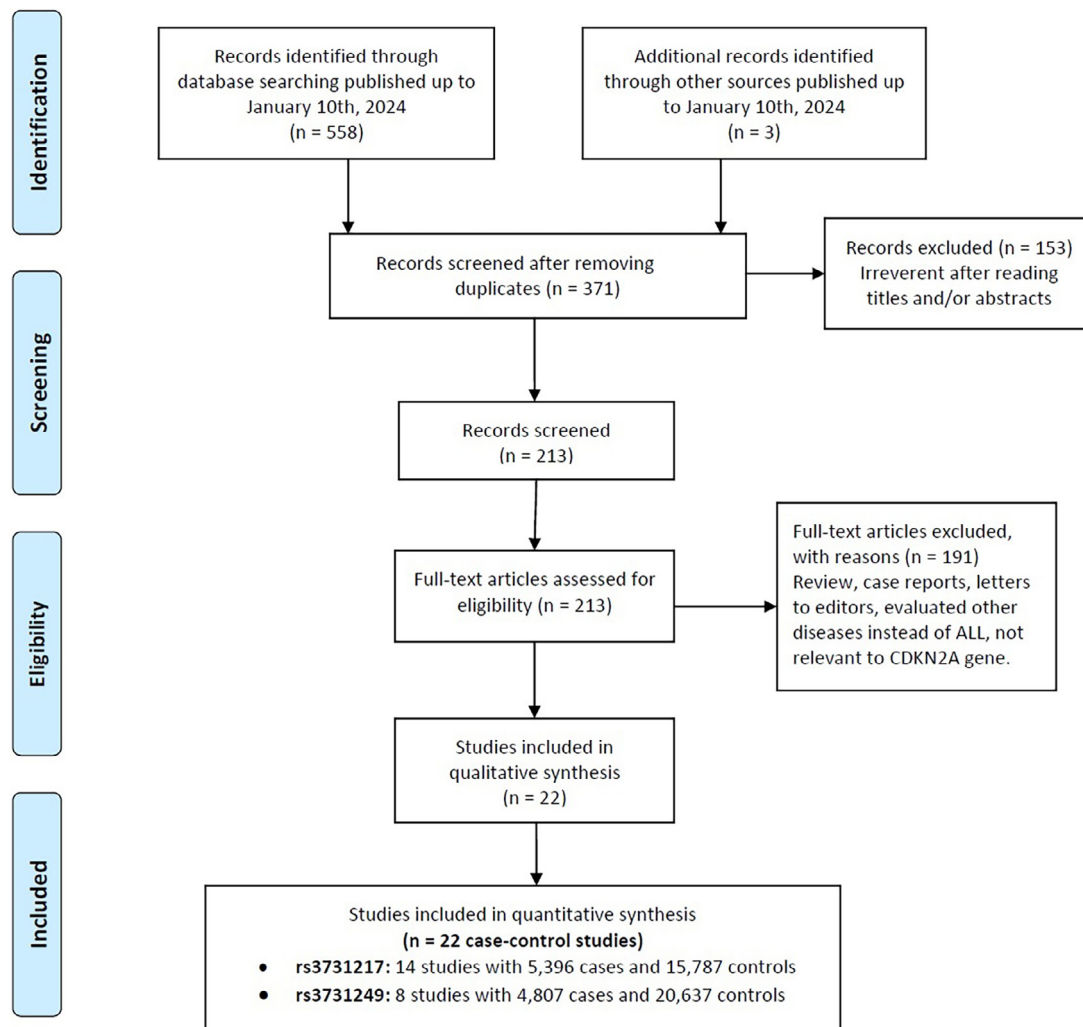 Identification
Records identified through
database searching published up to
January 10th, 2024
(n = 558)
Additional records identified
through other sources published up
to January 10th, 2024
(n = 3)
Records screened after removing
duplicates (n = 371)
Records excluded (n = 153)
Irreverent after reading
titles and/or abstracts
Screening
Records screened
(n = 213)
Eligibility
Full-text articles assessed for
eligibility (n = 213)
Full-text articles excluded,
with reasons (n = 191)
Review, case reports, letters
to editors, evaluated other
diseases instead of ALL, not
relevant to CDKN2A gene.
Studies included in
qualitative synthesis
(n = 22)
Included
Studies included in quantitative synthesis
(n = 22 case-control studies)
• rs3731217: 14 studies with 5,396 cases and 15,787 controls
• rs3731249: 8 studies with 4,807 cases and 20,637 controls